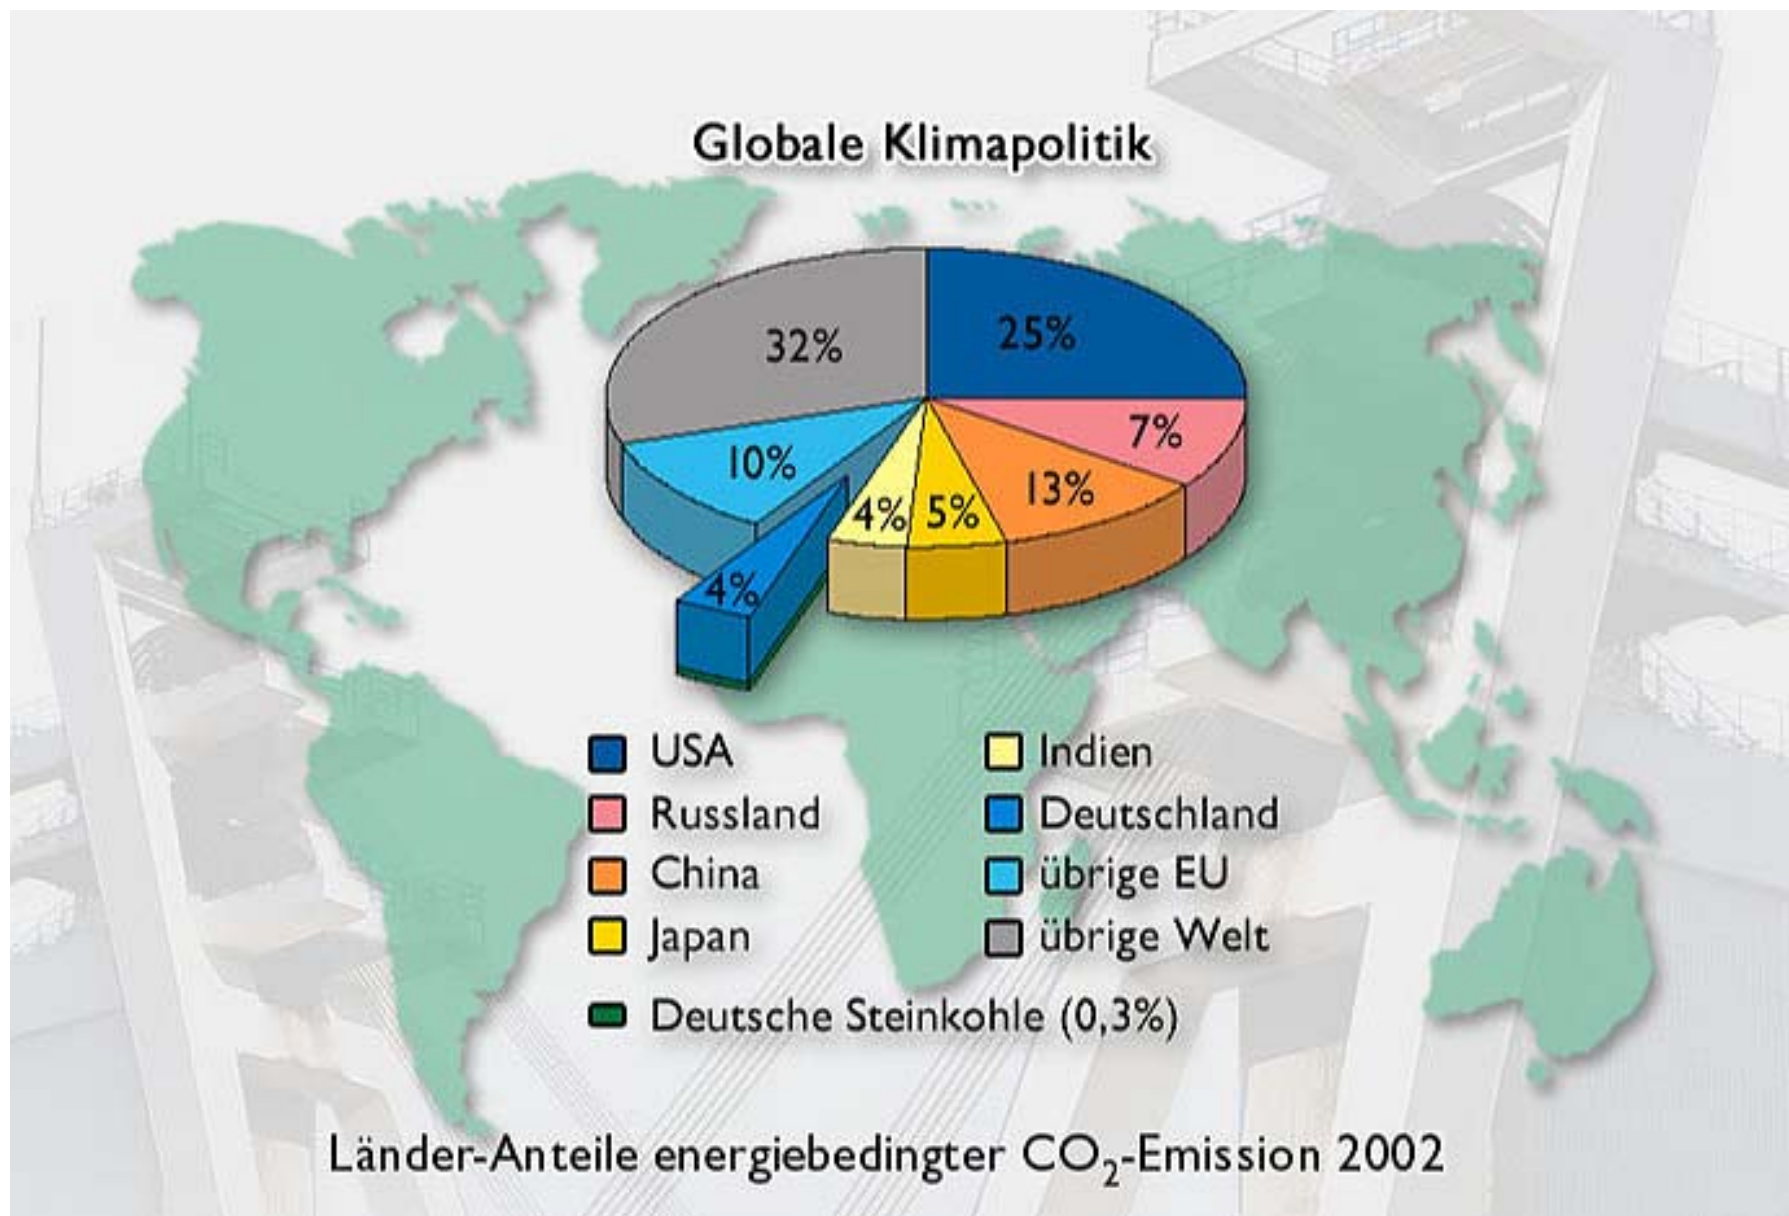 Globale Klimapolitik
32%
25%
7%
10%
13%
4%
5%
4%
USA
Indien
Russland
Deutschland
China
übrige EU
Japan
übrige Welt
Deutsche Steinkohle (0,3%)
Länder-Anteile energiebedingter CO₂-Emission 2002